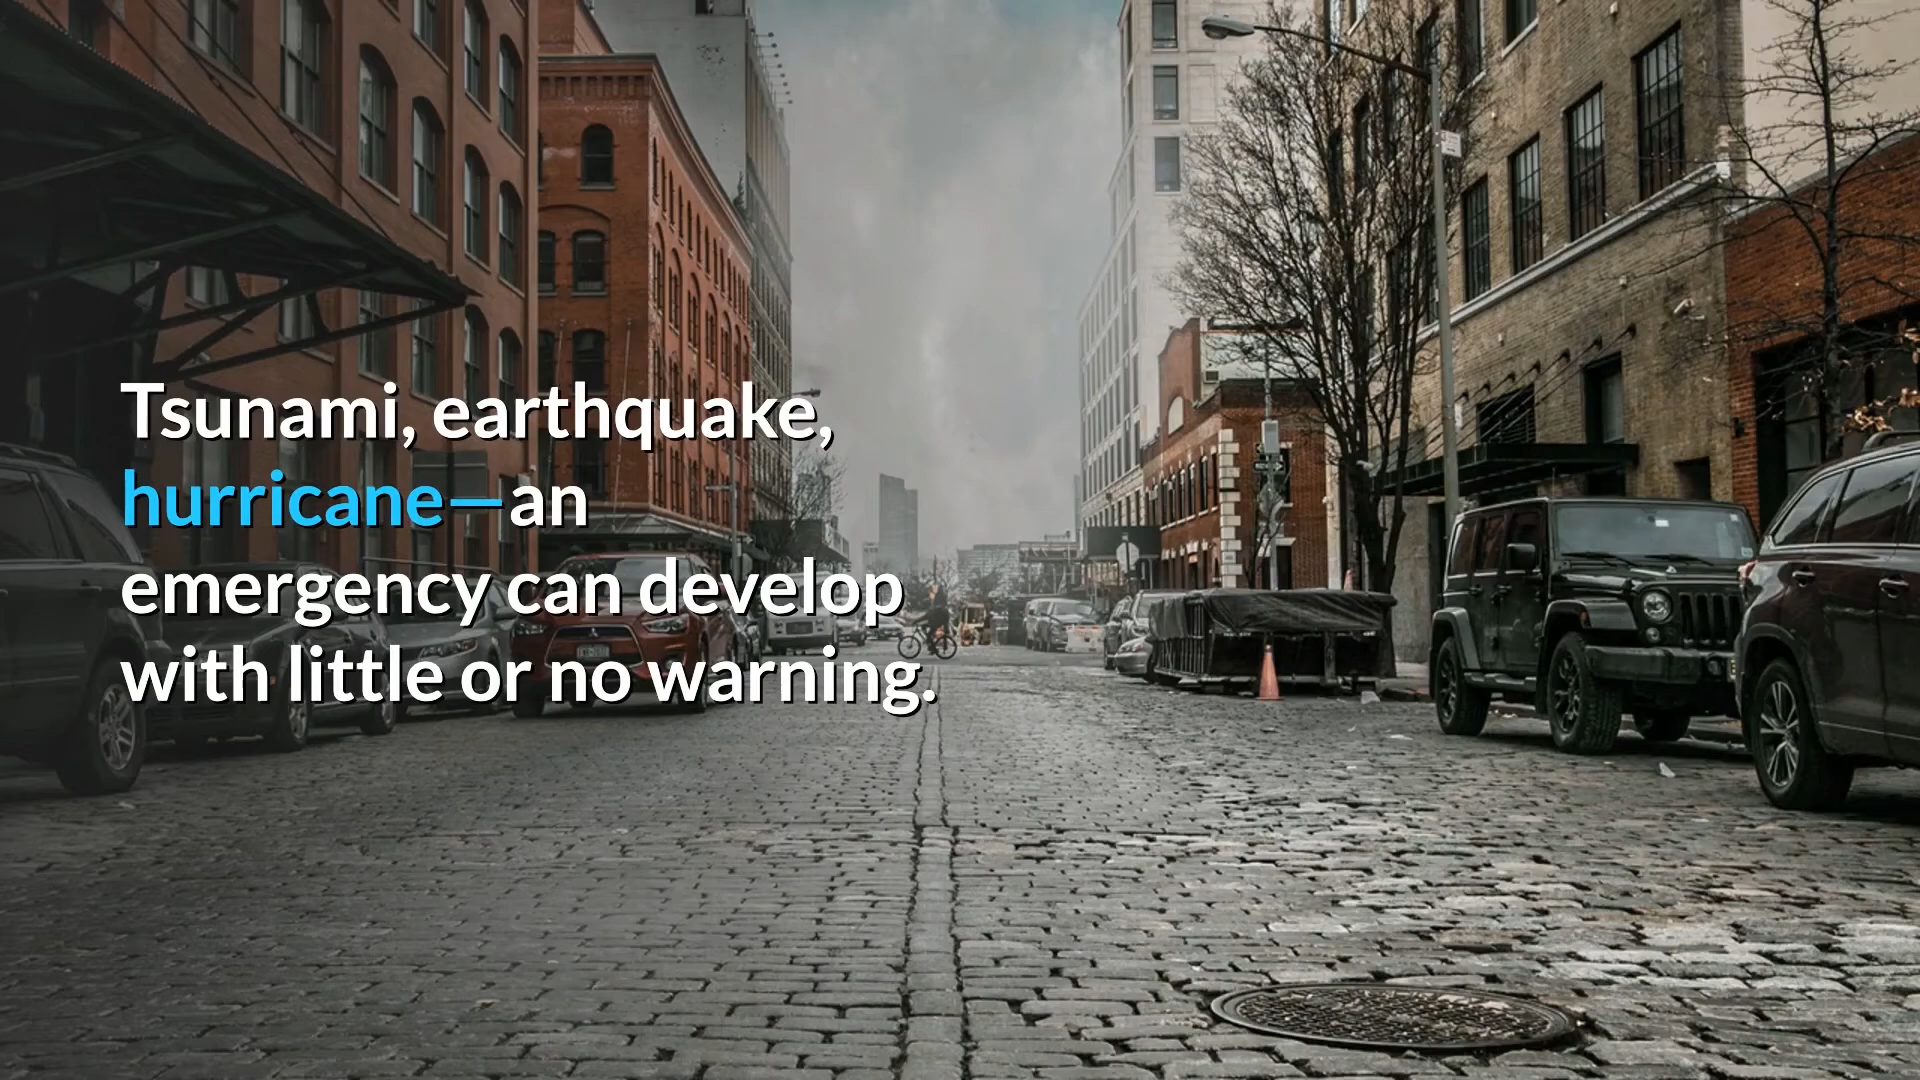 Tsunami, earthquake,
hurricane—an
emergency can develop
with little or no warning.